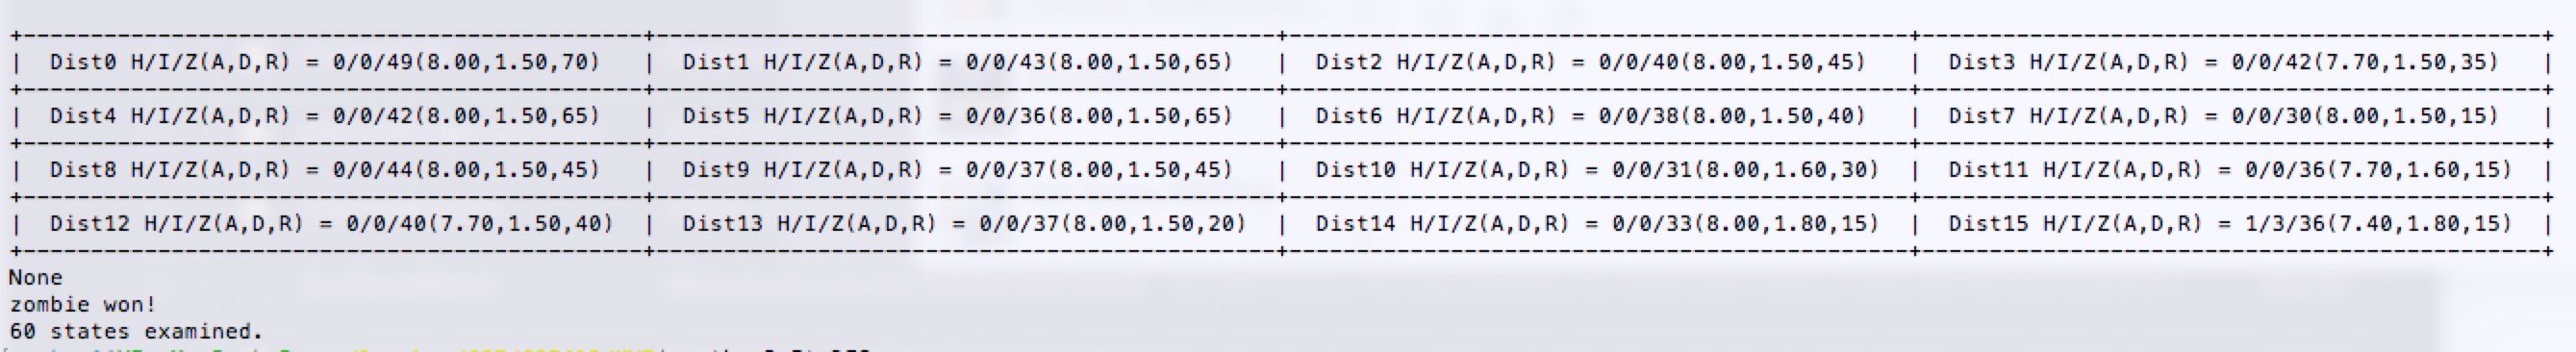 +----------------------------------------------+----------------------------------------------+----------------------------------------------+----------------------------------------------+
|  Dist0 H/I/Z(A,D,R) = 0/0/49(8.00,1.50,70)   |  Dist1 H/I/Z(A,D,R) = 0/0/43(8.00,1.50,65)   |  Dist2 H/I/Z(A,D,R) = 0/0/40(8.00,1.50,45)   |  Dist3 H/I/Z(A,D,R) = 0/0/42(7.70,1.50,35)   |
+----------------------------------------------+----------------------------------------------+----------------------------------------------+----------------------------------------------+
|  Dist4 H/I/Z(A,D,R) = 0/0/42(8.00,1.50,65)   |  Dist5 H/I/Z(A,D,R) = 0/0/36(8.00,1.50,65)   |  Dist6 H/I/Z(A,D,R) = 0/0/38(8.00,1.50,40)   |  Dist7 H/I/Z(A,D,R) = 0/0/30(8.00,1.50,15)   |
+----------------------------------------------+----------------------------------------------+----------------------------------------------+----------------------------------------------+
|  Dist8 H/I/Z(A,D,R) = 0/0/44(8.00,1.50,45)   |  Dist9 H/I/Z(A,D,R) = 0/0/37(8.00,1.50,45)   |  Dist10 H/I/Z(A,D,R) = 0/0/31(8.00,1.60,30)  |  Dist11 H/I/Z(A,D,R) = 0/0/36(7.70,1.60,15)  |
+----------------------------------------------+----------------------------------------------+----------------------------------------------+----------------------------------------------+
|  Dist12 H/I/Z(A,D,R) = 0/0/40(7.70,1.50,40)  |  Dist13 H/I/Z(A,D,R) = 0/0/37(8.00,1.50,20)  |  Dist14 H/I/Z(A,D,R) = 0/0/33(8.00,1.80,15)  |  Dist15 H/I/Z(A,D,R) = 1/3/36(7.40,1.80,15)  |
+----------------------------------------------+----------------------------------------------+----------------------------------------------+----------------------------------------------+
None
zombie won!
60 states examined.